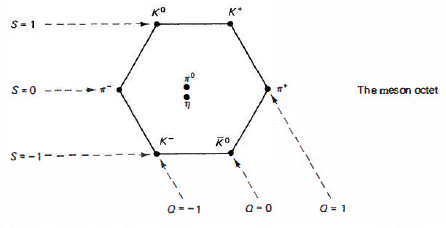 K⁰ K⁺
S = 1
π⁰
S = 0 π⁻ π⁺ The meson octet
η
K⁻ K̅⁰
S = -1
Q = -1 Q = 0 Q = 1